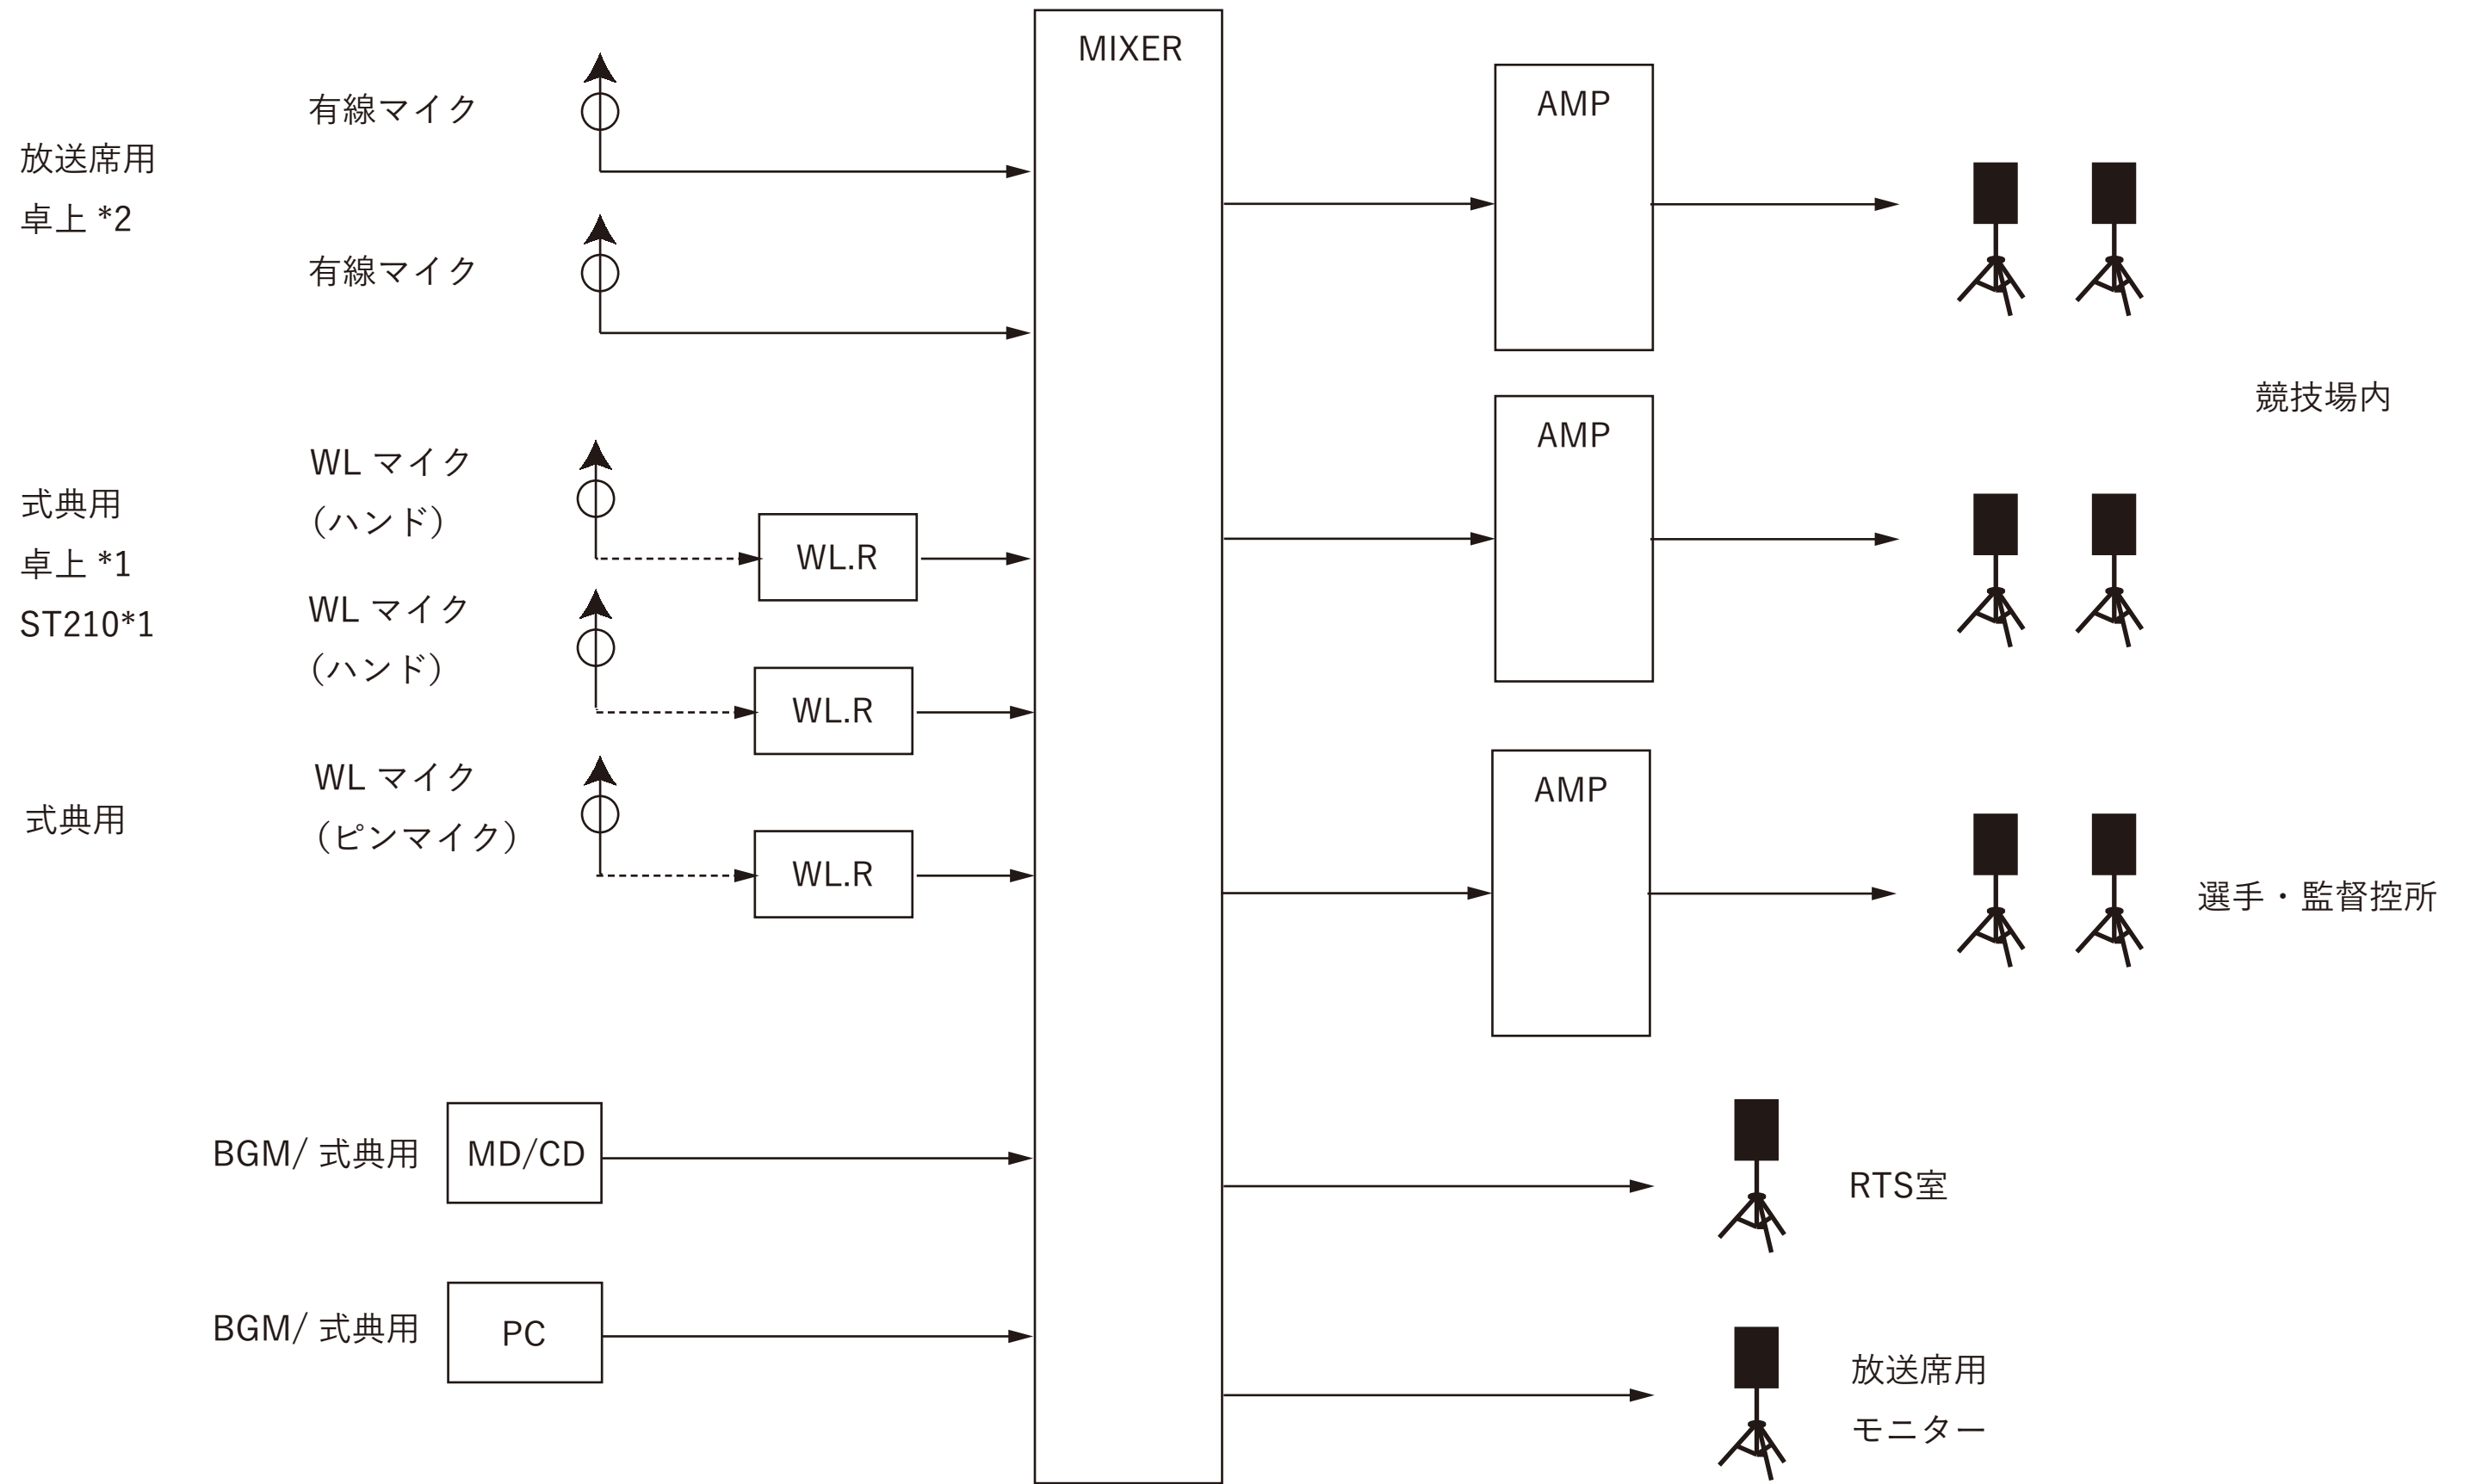 MIXER
放送席用
卓上 *2
有線マイク
有線マイク
式典用
卓上 *1
ST210*1
WL マイク
（ハンド）
WL.R
WL マイク
（ハンド）
WL.R
式典用
WL マイク
（ピンマイク）
WL.R
BGM/ 式典用
MD/CD
BGM/ 式典用
PC
AMP
AMP
競技場内
AMP
選手・監督控所
RTS室
放送席用
モニター